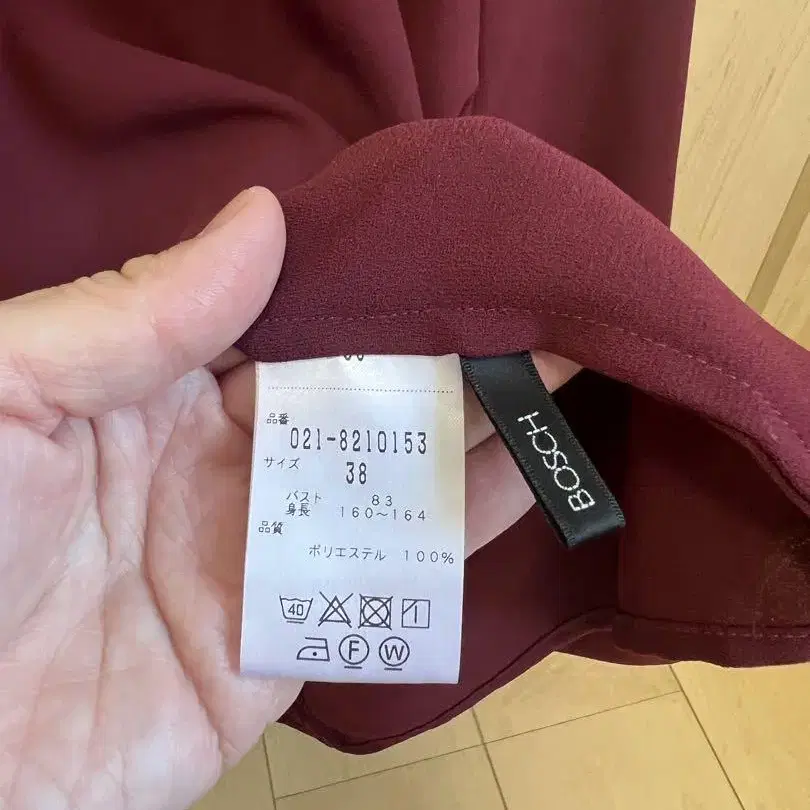 品番
021-8210153
サイズ
38
バスト 83
身長 160～164
品質
ポリエステル 100%
40
F W
BOSCH